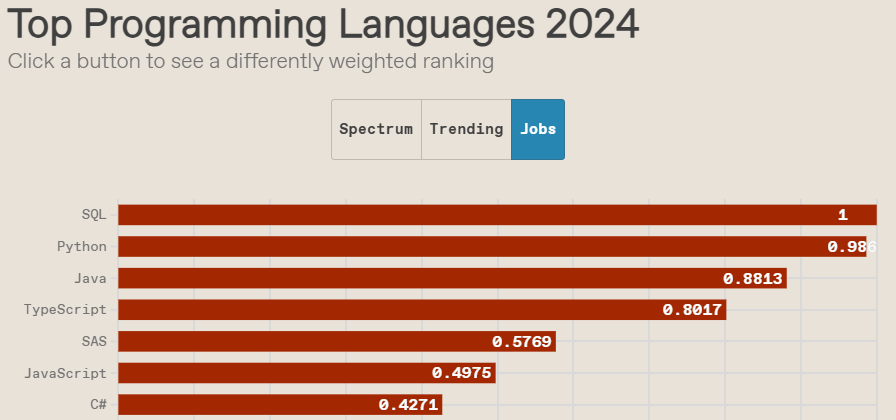 Top Programming Languages 2024
Click a button to see a differently weighted ranking
Spectrum Trending Jobs
SQL 1
Python 0.986
Java 0.8813
TypeScript 0.8017
SAS 0.5769
JavaScript 0.4975
C# 0.4271